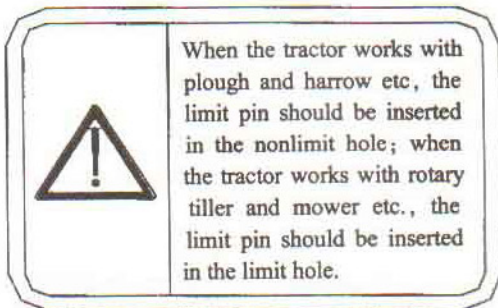 When the tractor works with
plough and harrow etc, the
limit pin should be inserted
in the nonlimit hole; when
the tractor works with rotary
tiller and mower etc., the
limit pin should be inserted
in the limit hole.